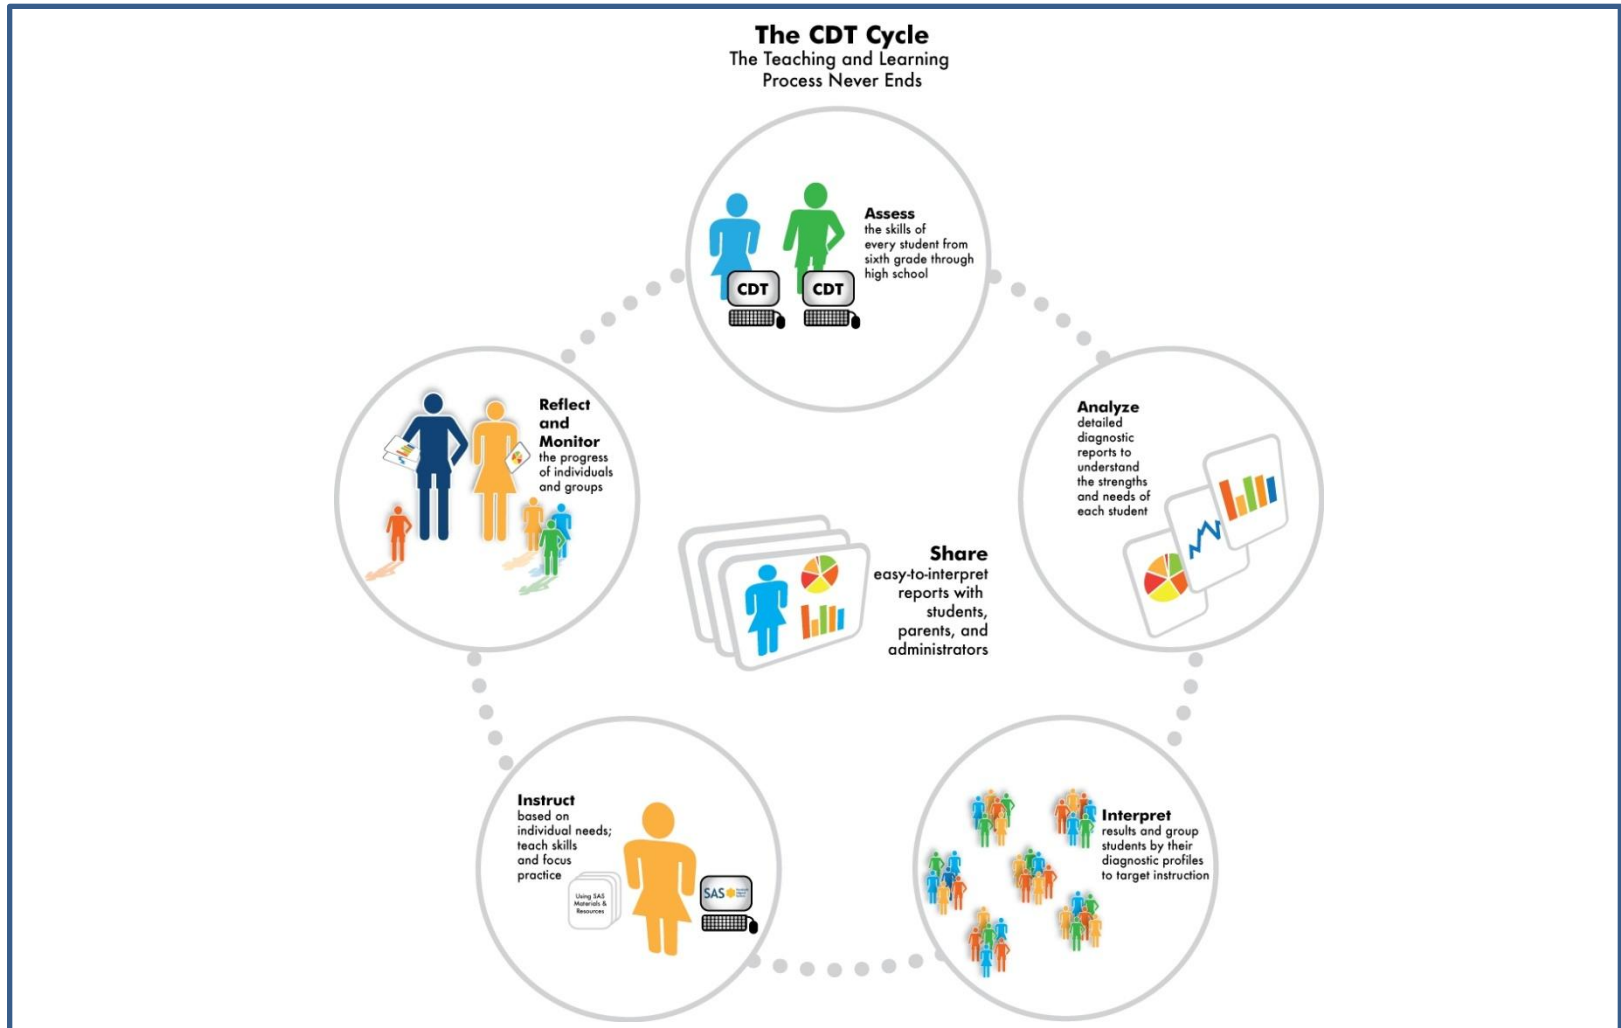 The CDT Cycle
The Teaching and Learning
Process Never Ends
Assess
the skills of
every student from
sixth grade through
high school
CDT
CDT
Analyze
detailed
diagnostic
reports to
understand
the strengths
and needs of
each student
Interpret
results and group
students by their
diagnostic profiles
to target instruction
Instruct
based on
individual needs;
teach skills
and focus
practice
Using SAS
Materials &
Resources
SAS
Reflect
and
Monitor
the progress
of individuals
and groups
Share
easy-to-interpret
reports with
students,
parents, and
administrators